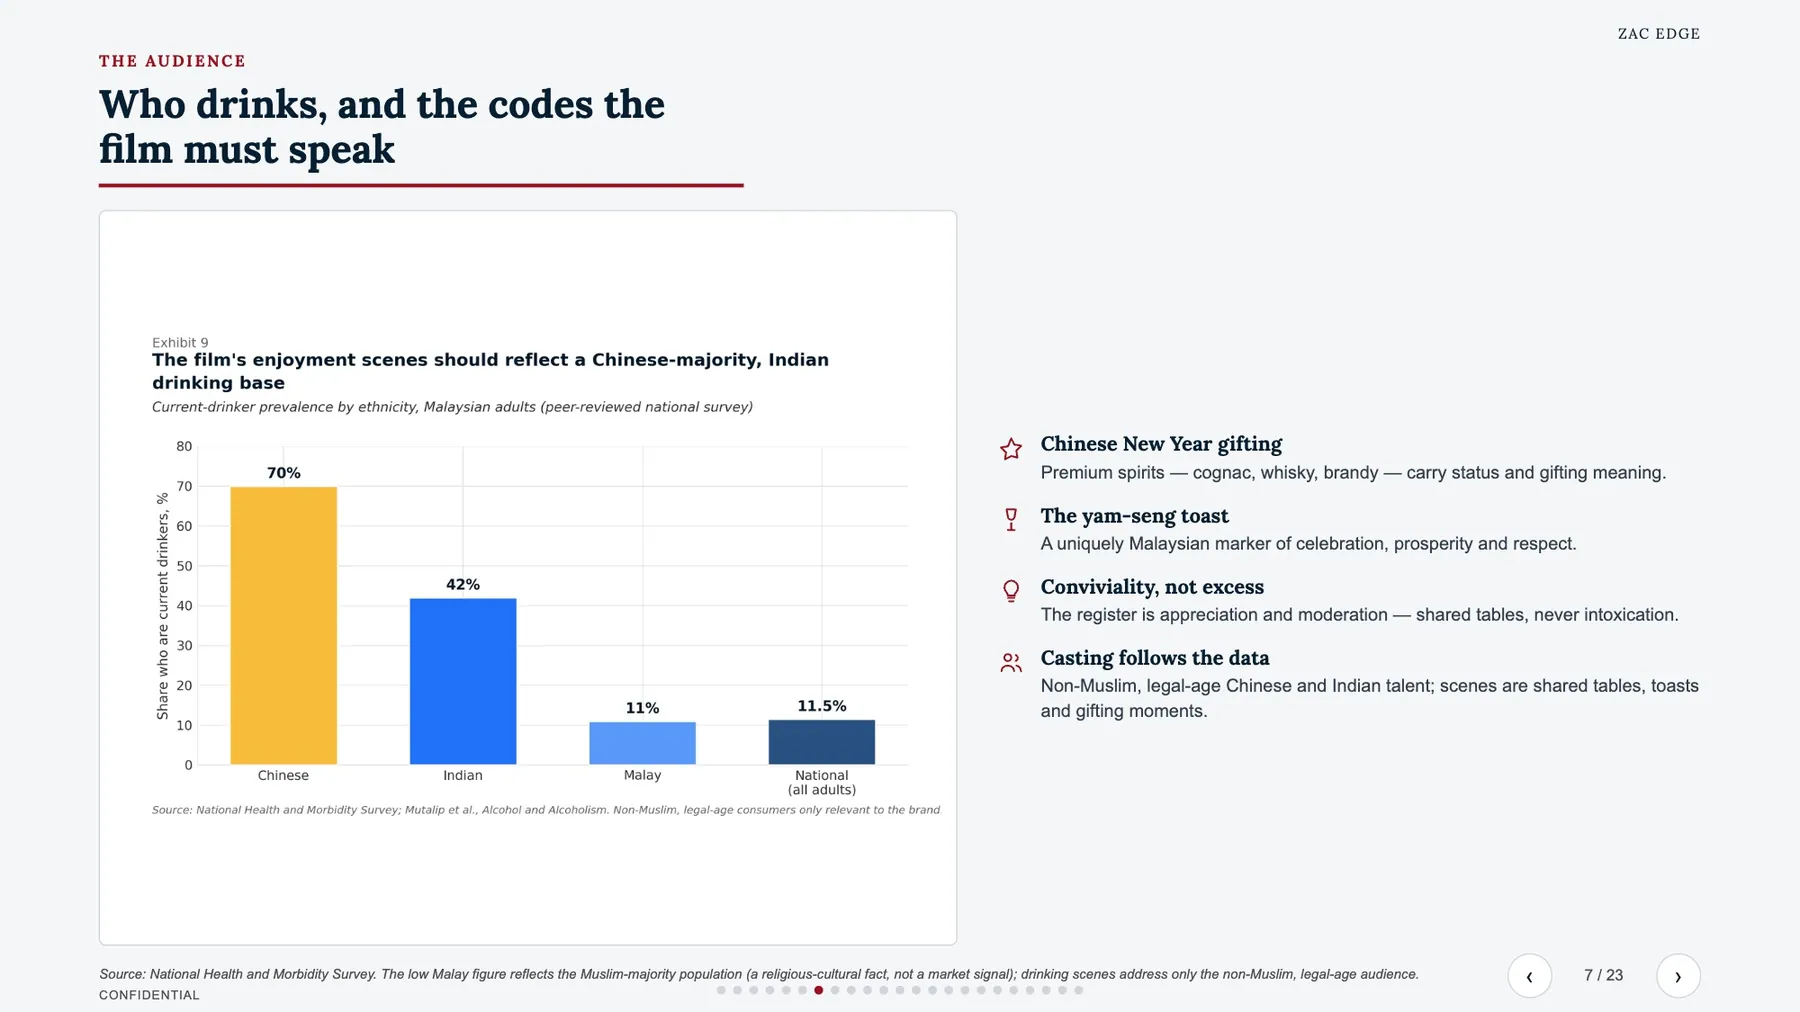 ZAC EDGE
THE AUDIENCE
Who drinks, and the codes the
film must speak
Exhibit 9
The film's enjoyment scenes should reflect a Chinese-majority, Indian
drinking base
Current-drinker prevalence by ethnicity, Malaysian adults (peer-reviewed national survey)
Share who are current drinkers, %
80
70
60
50
40
30
20
10
0
70%
42%
11%
11.5%
Chinese
Indian
Malay
National
(all adults)
Source: National Health and Morbidity Survey; Mutalip et al., Alcohol and Alcoholism. Non-Muslim, legal-age consumers only relevant to the brand
Chinese New Year gifting
Premium spirits — cognac, whisky, brandy — carry status and gifting meaning.
The yam-seng toast
A uniquely Malaysian marker of celebration, prosperity and respect.
Conviviality, not excess
The register is appreciation and moderation — shared tables, never intoxication.
Casting follows the data
Non-Muslim, legal-age Chinese and Indian talent; scenes are shared tables, toasts
and gifting moments.
Source: National Health and Morbidity Survey. The low Malay figure reflects the Muslim-majority population (a religious-cultural fact, not a market signal); drinking scenes address only the non-Muslim, legal-age audience.
CONFIDENTIAL
‹
7 / 23
›